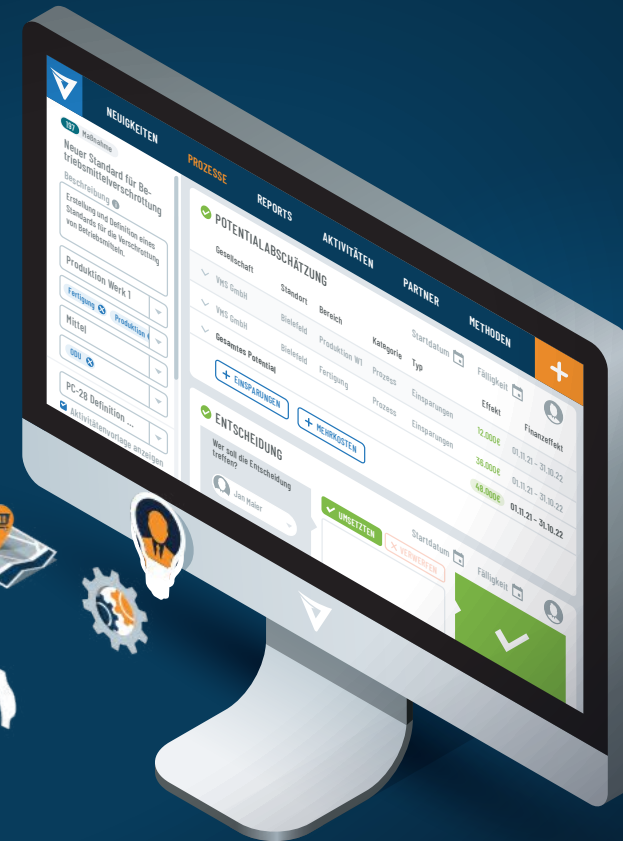 NEUIGKEITEN
PROZESSE
REPORTS
AKTIVITÄTEN
PARTNER
METHODEN
197 Maßnahme
Neuer Standard für Be-
triebsmittelverschrottung
Beschreibung
Erstellung und Definition eines
Standards für die Verschrottung
von Betriebsmitteln.
Produktion Werk 1
Fertigung Produktion
Mittel
ODU
PC-28 Definition ...
Aktivitätenvorlage anzeigen
POTENTIALABSCHÄTZUNG
Startdatum Fälligkeit
Gesellschaft Standort Bereich Kategorie Typ Effekt Finanzeffekt
VMS GmbH Bielefeld Produktion W1 Prozess Einsparungen 12.000€ 01.11.21 - 31.10.22
VMS GmbH Bielefeld Fertigung Prozess Einsparungen 36.000€ 01.11.21 - 31.10.22
Gesamtes Potential 48.000€ 01.11.21 - 31.10.22
+ EINSPARUNGEN + MEHRKOSTEN
ENTSCHEIDUNG
Startdatum Fälligkeit
Wer soll die Entscheidung
treffen?
Jan Maier
UMSETZTEN
VERWERFEN